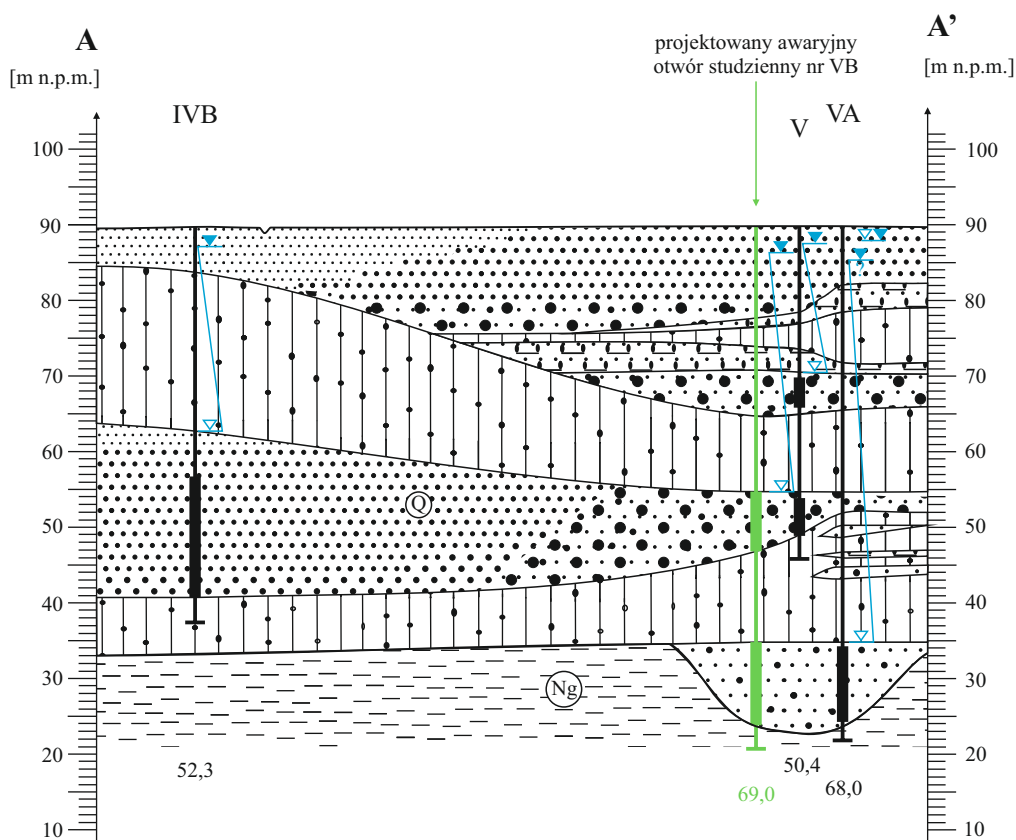 A
A’
[m n.p.m.]
[m n.p.m.]
projektowany awaryjny
otwór studzienny nr VB
IVB
V
VA
100
100
90
90
80
80
70
70
60
60
50
50
40
40
30
30
20
20
10
10
Q
Ng
52,3
50,4
69,0
68,0